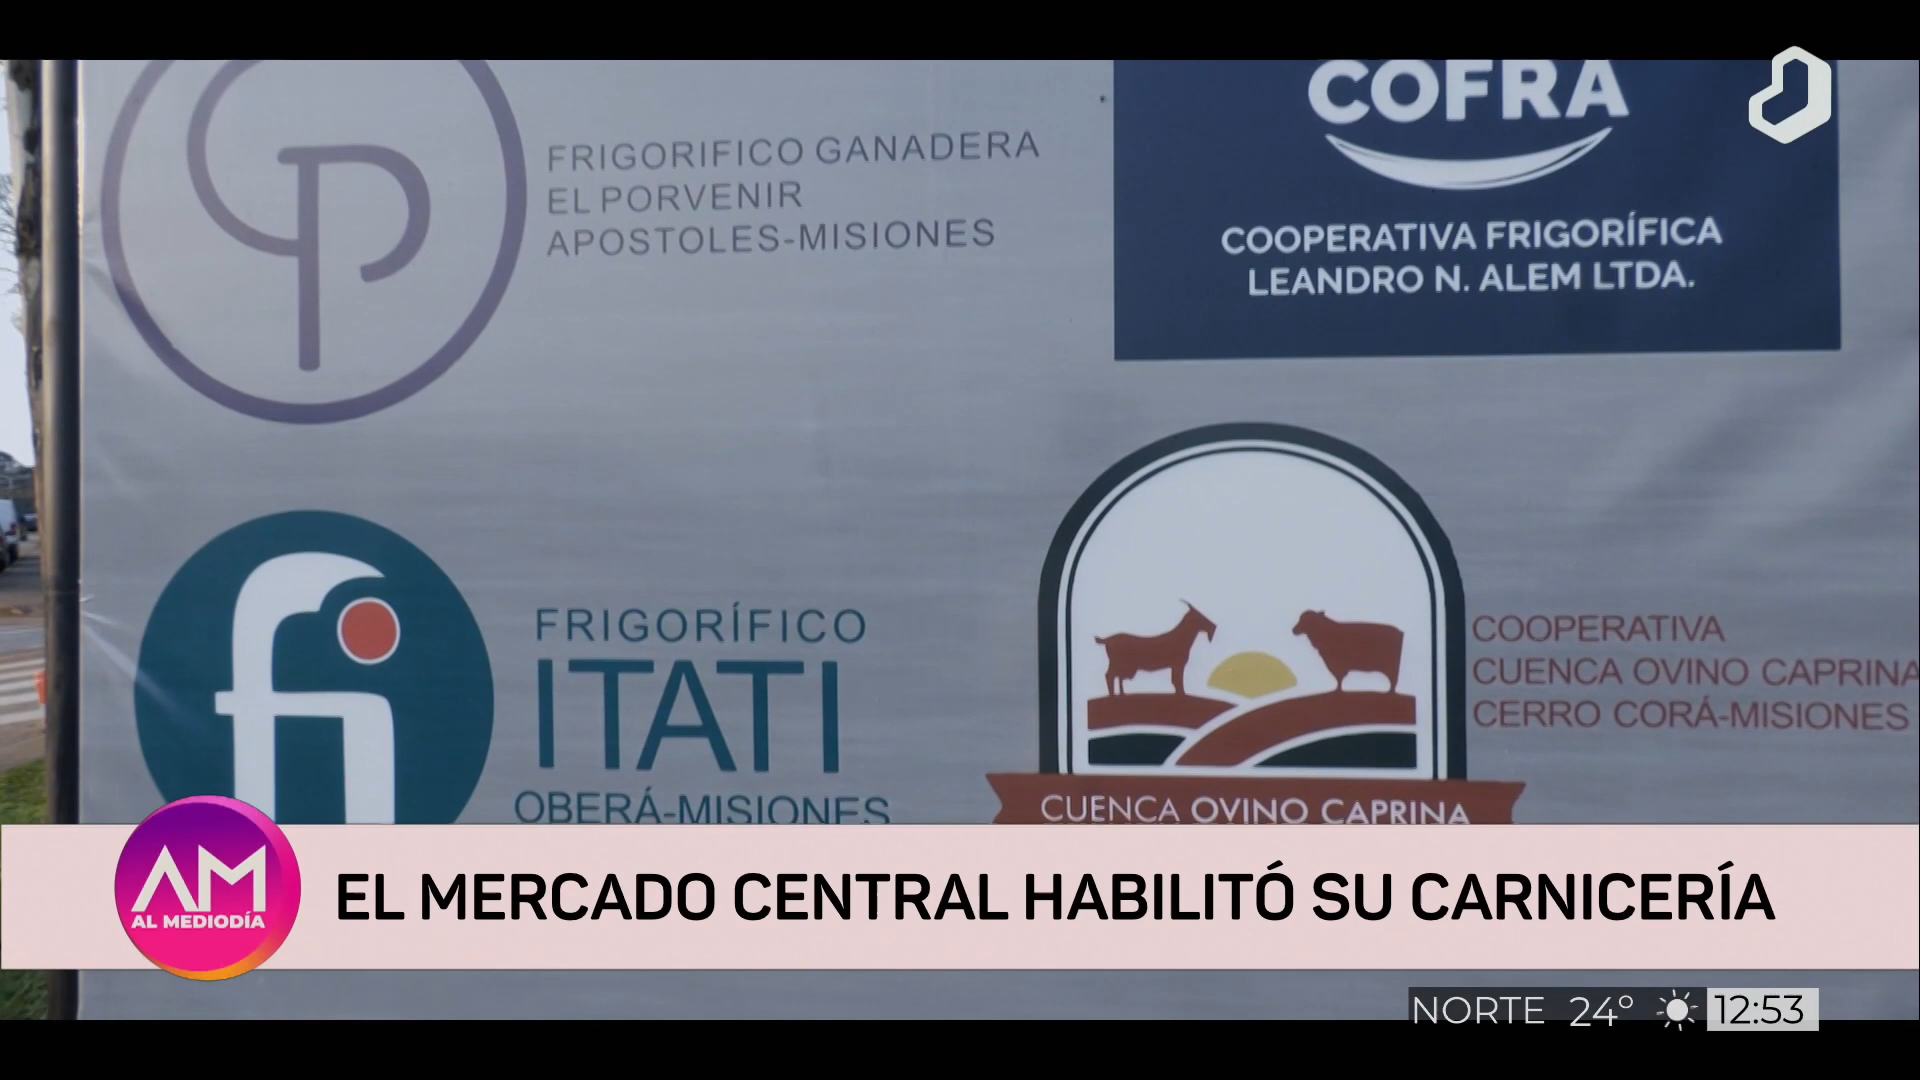 FRIGORIFICO GANADERA
EL PORVENIR
APOSTOLES-MISIONES
COFRA
COOPERATIVA FRIGORÍFICA
LEANDRO N. ALEM LTDA.
fi
FRIGORÍFICO
ITATI
OBERÁ-MISIONES
COOPERATIVA
CUENCA OVINO CAPRINA
CERRO CORÁ-MISIONES
CUENCA OVINO CAPRINA
AM
AL MEDIODÍA
EL MERCADO CENTRAL HABILITÓ SU CARNICERÍA
NORTE 24° 12:53